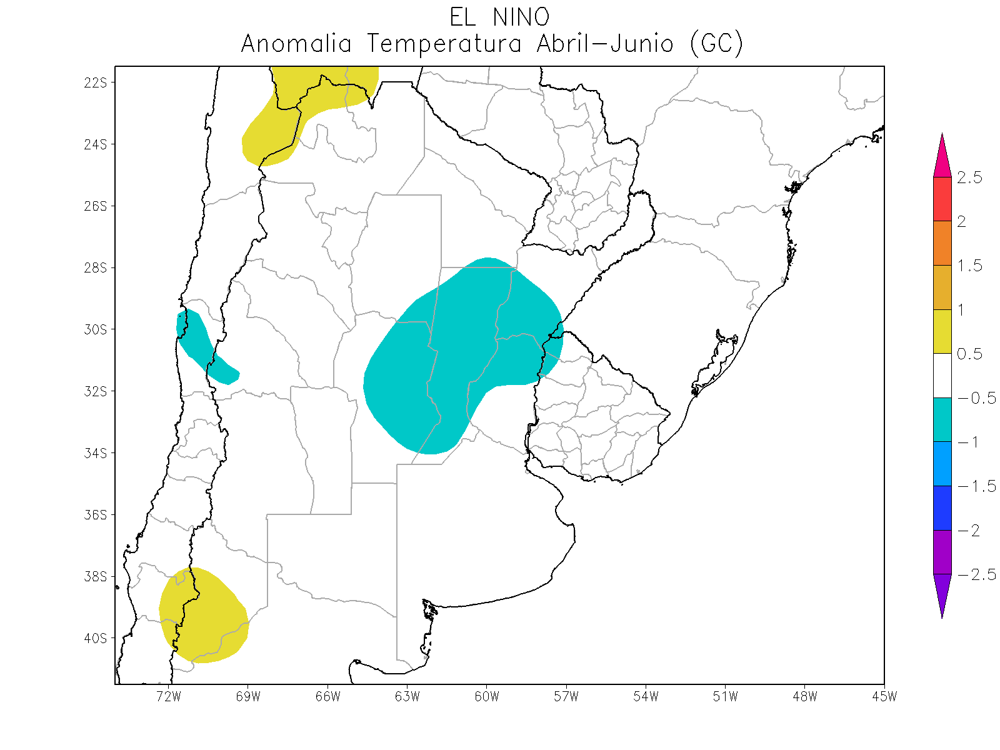 EL NINO
Anomalia Temperatura Abril-Junio (GC)
22S
24S
26S
28S
30S
32S
34S
36S
38S
40S
72W 69W 66W 63W 60W 57W 54W 51W 48W 45W
2.5
2
1.5
1
0.5
-0.5
-1
-1.5
-2
-2.5